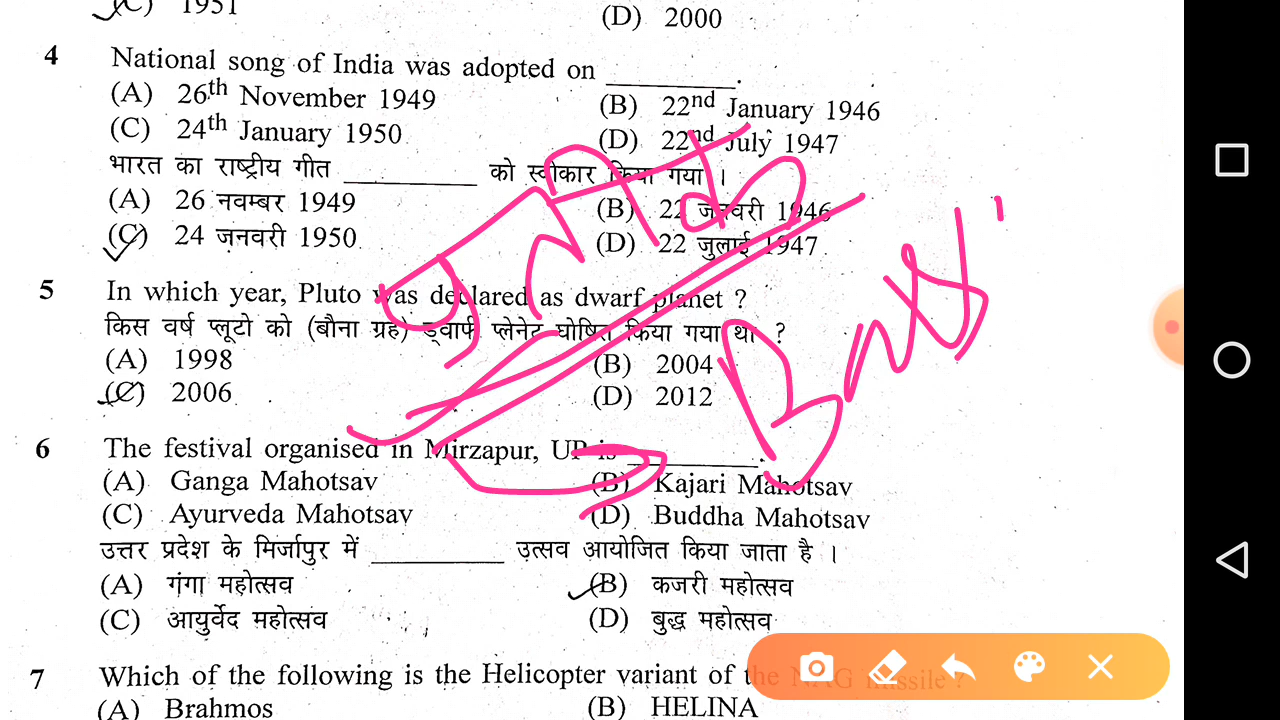 (C) 1951
(D) 2000
4 National song of India was adopted on ________.
(A) 26th November 1949 (B) 22nd January 1946
(C) 24th January 1950 (D) 22nd July 1947
भारत का राष्ट्रीय गीत ________ को स्वीकार किया गया ।
(A) 26 नवम्बर 1949 (B) 22 जनवरी 1946
(C) 24 जनवरी 1950 (D) 22 जुलाई 1947
5 In which year, Pluto was declared as dwarf planet ?
किस वर्ष प्लूटो को (बौना ग्रह) ड्वार्फ प्लेनेट घोषित किया गया था ?
(A) 1998 (B) 2004
(C) 2006 (D) 2012
6 The festival organised in Mirzapur, UP is ________.
(A) Ganga Mahotsav (B) Kajari Mahotsav
(C) Ayurveda Mahotsav (D) Buddha Mahotsav
उत्तर प्रदेश के मिर्जापुर में ________ उत्सव आयोजित किया जाता है ।
(A) गंगा महोत्सव (B) कजरी महोत्सव
(C) आयुर्वेद महोत्सव (D) बुद्ध महोत्सव
7 Which of the following is the Helicopter variant of the NAG missile ?
(A) Brahmos (B) HELINA